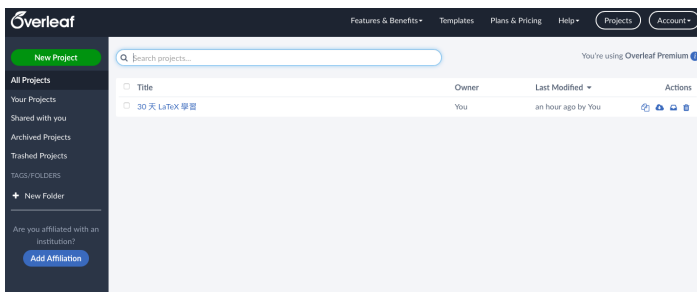 Overleaf
Features & Benefits Templates Plans & Pricing Help Projects Account
New Project
Search projects...
You're using Overleaf Premium
All Projects
Title Owner Last Modified Actions
Your Projects
30 天 LaTeX 學習 You an hour ago by You
Shared with you
Archived Projects
Trashed Projects
TAGS/FOLDERS
+ New Folder
Are you affiliated with an
institution?
Add Affiliation